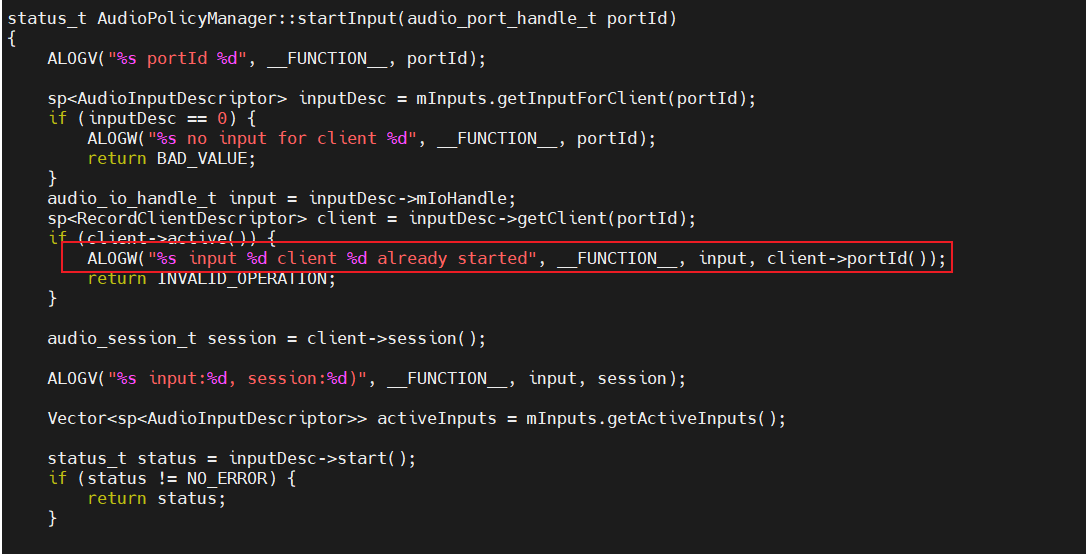 status_t AudioPolicyManager::startInput(audio_port_handle_t portId)
{
    ALOGV("%s portId %d", __FUNCTION__, portId);

    sp<AudioInputDescriptor> inputDesc = mInputs.getInputForClient(portId);
    if (inputDesc == 0) {
        ALOGW("%s no input for client %d", __FUNCTION__, portId);
        return BAD_VALUE;
    }
    audio_io_handle_t input = inputDesc->mIoHandle;
    sp<RecordClientDescriptor> client = inputDesc->getClient(portId);
    if (client->active()) {
        ALOGW("%s input %d client %d already started", __FUNCTION__, input, client->portId());
        return INVALID_OPERATION;
    }

    audio_session_t session = client->session();

    ALOGV("%s input:%d, session:%d)", __FUNCTION__, input, session);

    Vector<sp<AudioInputDescriptor>> activeInputs = mInputs.getActiveInputs();

    status_t status = inputDesc->start();
    if (status != NO_ERROR) {
        return status;
    }